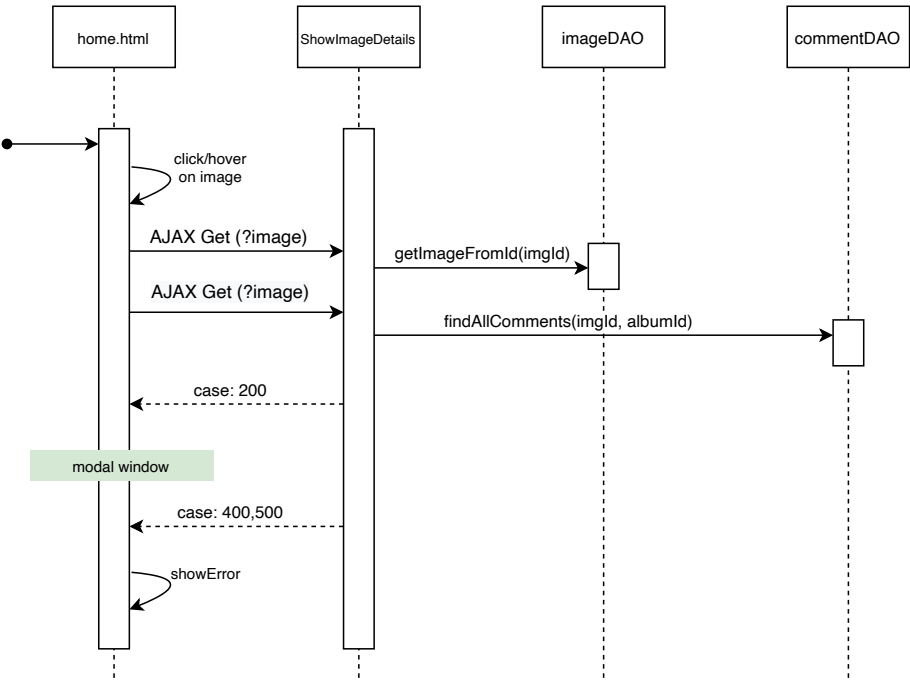 home.html
ShowImageDetails
imageDAO
commentDAO
click/hover
on image
AJAX Get (?image)
getImageFromId(imgId)
AJAX Get (?image)
findAllComments(imgId, albumId)
case: 200
modal window
case: 400,500
showError